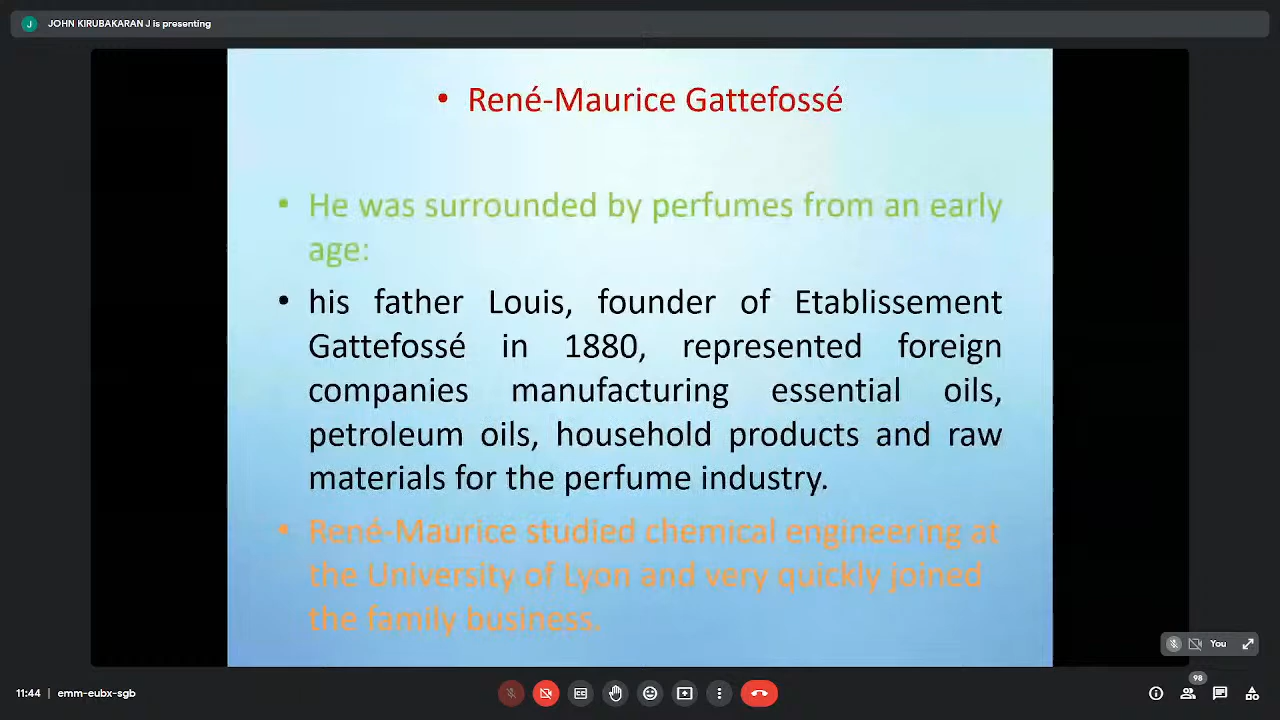 J JOHN KIRUBAKARAN J is presenting
• René-Maurice Gattefossé
• He was surrounded by perfumes from an early
age:
• his father Louis, founder of Etablissement
Gattefossé in 1880, represented foreign
companies manufacturing essential oils,
petroleum oils, household products and raw
materials for the perfume industry.
• René-Maurice studied chemical engineering at
the University of Lyon and very quickly joined
the family business.
You
98
11:44 | emm-eubx-sgb